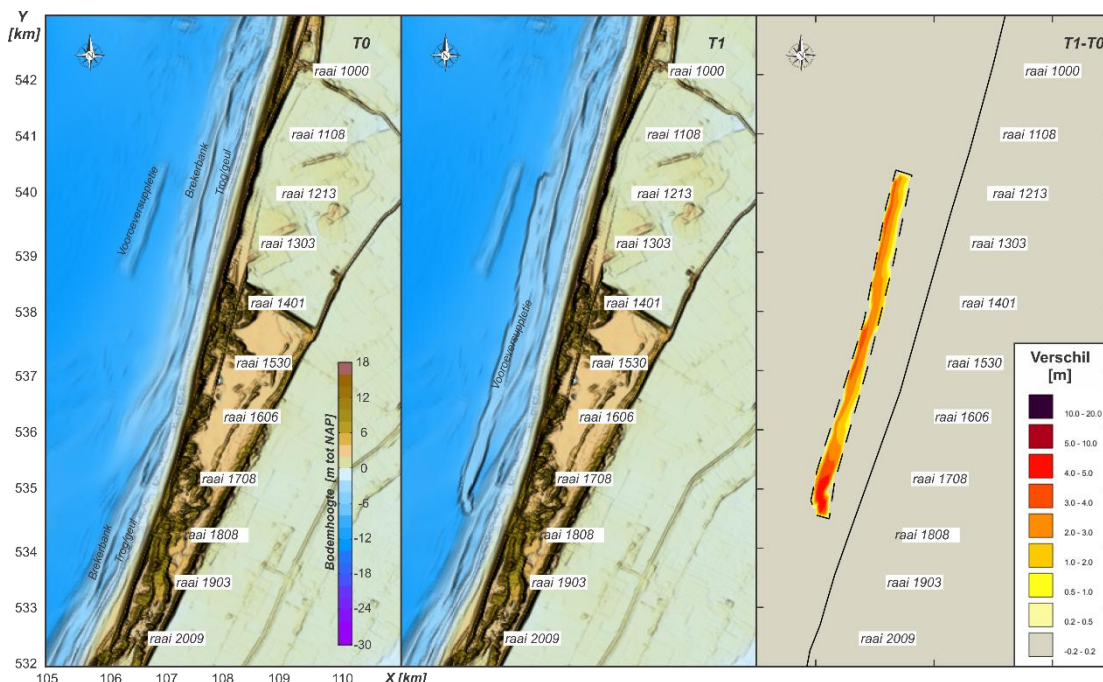 Y
[km]
542
541
540
539
538
537
536
535
534
533
532
105 106 107 108 109 110 X [km]
N
T0
raai 1000
raai 1108
raai 1213
raai 1303
raai 1401
raai 1530
raai 1606
raai 1708
raai 1808
raai 1903
raai 2009
Brekerbank
Trog/geul
Vooroeversuppletie
Brekerbank
Trog/geul
Bodemhoogte [m tot NAP]
18
12
6
0
-6
-12
-18
-24
-30
N
T1
raai 1000
raai 1108
raai 1213
raai 1303
raai 1401
raai 1530
raai 1606
raai 1708
raai 1808
raai 1903
raai 2009
Vooroeversuppletie
N
T1-T0
raai 1000
raai 1108
raai 1213
raai 1303
raai 1401
raai 1530
raai 1606
raai 1708
raai 1808
raai 1903
raai 2009
Verschil
[m]
10.0 - 20.0
5.0 - 10.0
4.0 - 5.0
3.0 - 4.0
2.0 - 3.0
1.0 - 2.0
0.5 - 1.0
0.2 - 0.5
-0.2 - 0.2